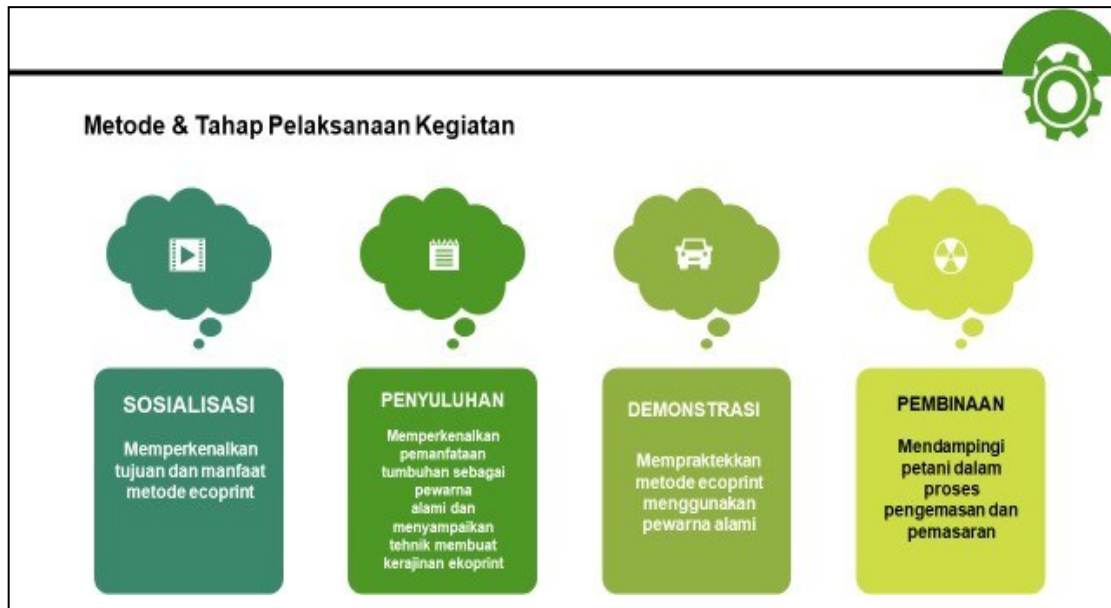 Metode & Tahap Pelaksanaan Kegiatan
SOSIALISASI
Memperkenalkan
tujuan dan manfaat
metode ecoprint
PENYULUHAN
Memperkenalkan
pemanfataan
tumbuhan sebagai
pewarna
alami dan
menyampaikan
tehnik membuat
kerajinan ekoprint
DEMONSTRASI
Mempraktekkan
metode ecoprint
menggunakan
pewarna alami
PEMBINAAN
Mendampingi
petani dalam
proses
pengemasan dan
pemasaran